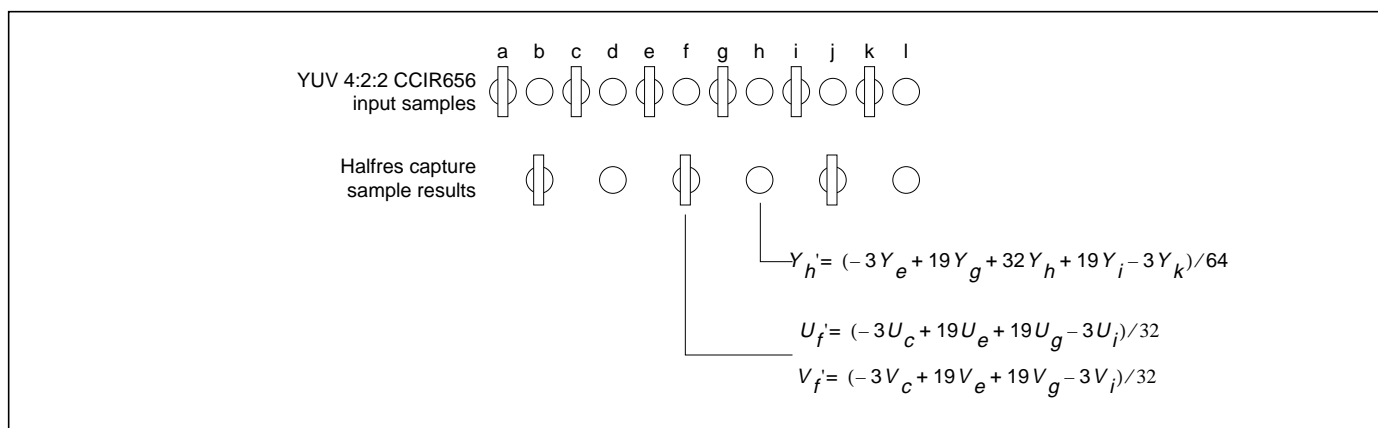 a b c d e f g h i j k l
YUV 4:2:2 CCIR656
input samples
Halfres capture
sample results
Y_h'= (–3Y_e + 19Y_g + 32Y_h + 19Y_i – 3Y_k)/64
U_f'= (–3U_c + 19U_e + 19U_g – 3U_i)/32
V_f'= (–3V_c + 19V_e + 19V_g – 3V_i)/32